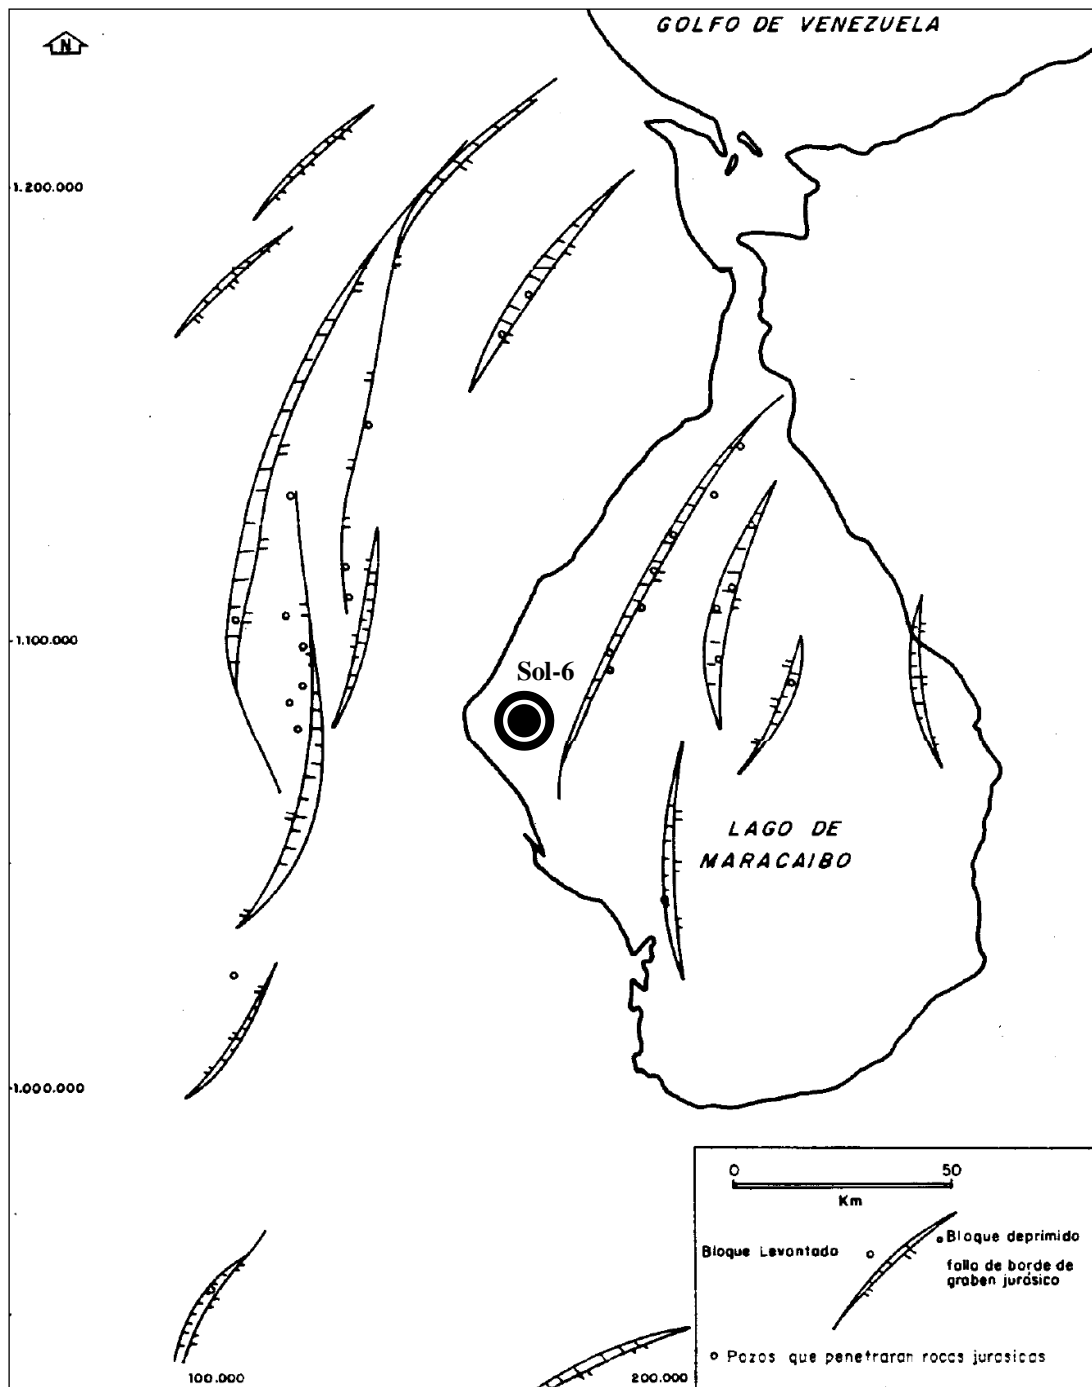 GOLFO DE VENEZUELA
N
1.200.000
1.100.000
Sol-6
LAGO DE
MARACAIBO
1.000.000
0 50
Km
Bloque Levantado
Bloque deprimido
falla de borde de
graben jurásico
Pozos que penetraron rocas jurasicas
100.000
200.000